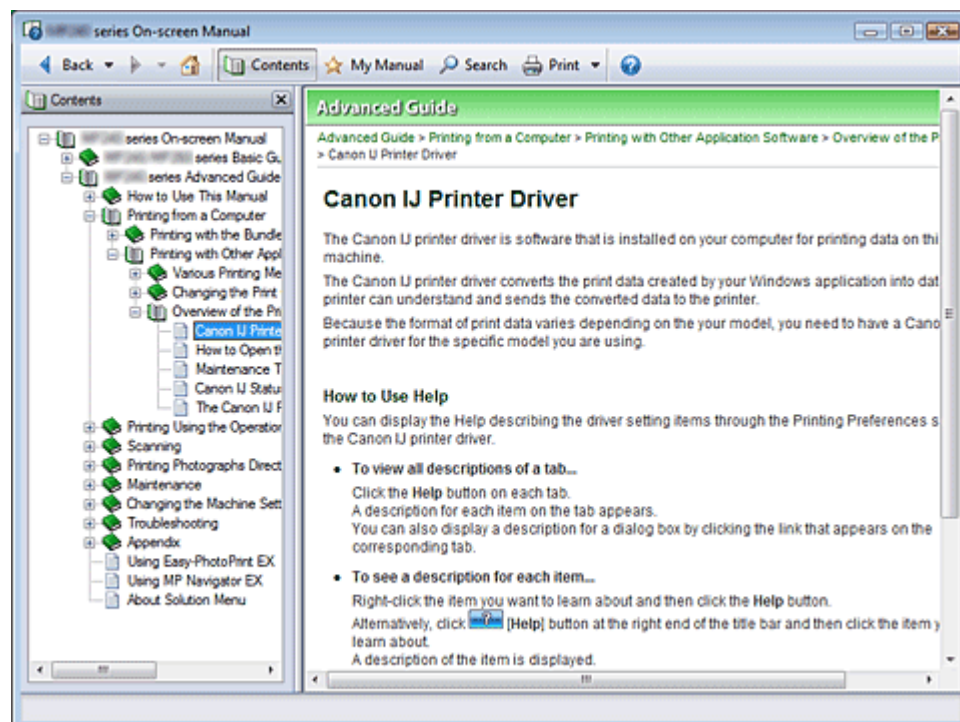 series On-screen Manual
Back
Contents
My Manual
Search
Print
Contents
series On-screen Manual
series Basic Gu
series Advanced Guide
How to Use This Manual
Printing from a Computer
Printing with the Bundle
Printing with Other Appl
Various Printing Me
Changing the Print
Overview of the Pri
Canon IJ Printe
How to Open th
Maintenance T
Canon IJ Statu
The Canon IJ P
Printing Using the Operation
Scanning
Printing Photographs Direct
Maintenance
Changing the Machine Sett
Troubleshooting
Appendix
Using Easy-PhotoPrint EX
Using MP Navigator EX
About Solution Menu
Advanced Guide
Advanced Guide > Printing from a Computer > Printing with Other Application Software > Overview of the P
> Canon IJ Printer Driver
Canon IJ Printer Driver
The Canon IJ printer driver is software that is installed on your computer for printing data on thi
machine.
The Canon IJ printer driver converts the print data created by your Windows application into dat
printer can understand and sends the converted data to the printer.
Because the format of print data varies depending on the your model, you need to have a Cano
printer driver for the specific model you are using.
How to Use Help
You can display the Help describing the driver setting items through the Printing Preferences s
the Canon IJ printer driver.
• To view all descriptions of a tab...
Click the Help button on each tab.
A description for each item on the tab appears.
You can also display a description for a dialog box by clicking the link that appears on the
corresponding tab.
• To see a description for each item...
Right-click the item you want to learn about and then click the Help button.
Alternatively, click [Help] button at the right end of the title bar and then click the item y
learn about.
A description of the item is displayed.